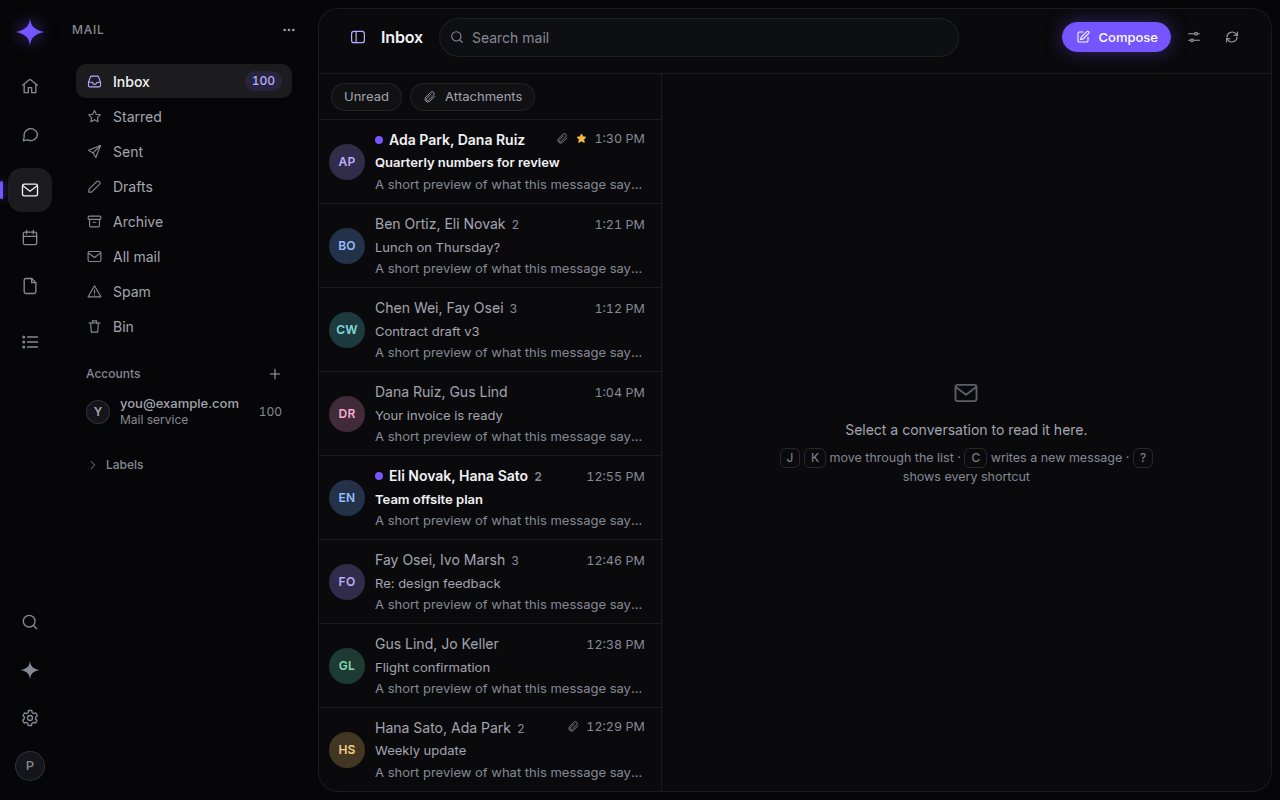 MAIL
Inbox 100
Starred
Sent
Drafts
Archive
All mail
Spam
Bin
Accounts
Y you@example.com 100
Mail service
Labels
P
Inbox
Search mail
Compose
Unread
Attachments
AP
Ada Park, Dana Ruiz 1:30 PM
Quarterly numbers for review
A short preview of what this message say...
BO
Ben Ortiz, Eli Novak 2 1:21 PM
Lunch on Thursday?
A short preview of what this message say...
CW
Chen Wei, Fay Osei 3 1:12 PM
Contract draft v3
A short preview of what this message say...
DR
Dana Ruiz, Gus Lind 1:04 PM
Your invoice is ready
A short preview of what this message say...
EN
Eli Novak, Hana Sato 2 12:55 PM
Team offsite plan
A short preview of what this message say...
FO
Fay Osei, Ivo Marsh 3 12:46 PM
Re: design feedback
A short preview of what this message say...
GL
Gus Lind, Jo Keller 12:38 PM
Flight confirmation
A short preview of what this message say...
HS
Hana Sato, Ada Park 2 12:29 PM
Weekly update
A short preview of what this message say...
Select a conversation to read it here.
J K move through the list · C writes a new message · ?
shows every shortcut